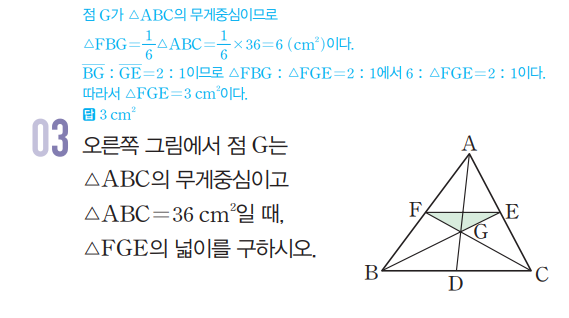 점 G가 △ABC의 무게중심이므로
△FBG=1/6△ABC=1/6×36=6 (cm²)이다.
BG : GE=2 : 1이므로 △FBG : △FGE=2 : 1에서 6 : △FGE=2 : 1이다.
따라서 △FGE=3 cm²이다.
답 3 cm²
03 오른쪽 그림에서 점 G는
△ABC의 무게중심이고
△ABC=36 cm²일 때,
△FGE의 넓이를 구하시오.
A
F
E
G
B
D
C